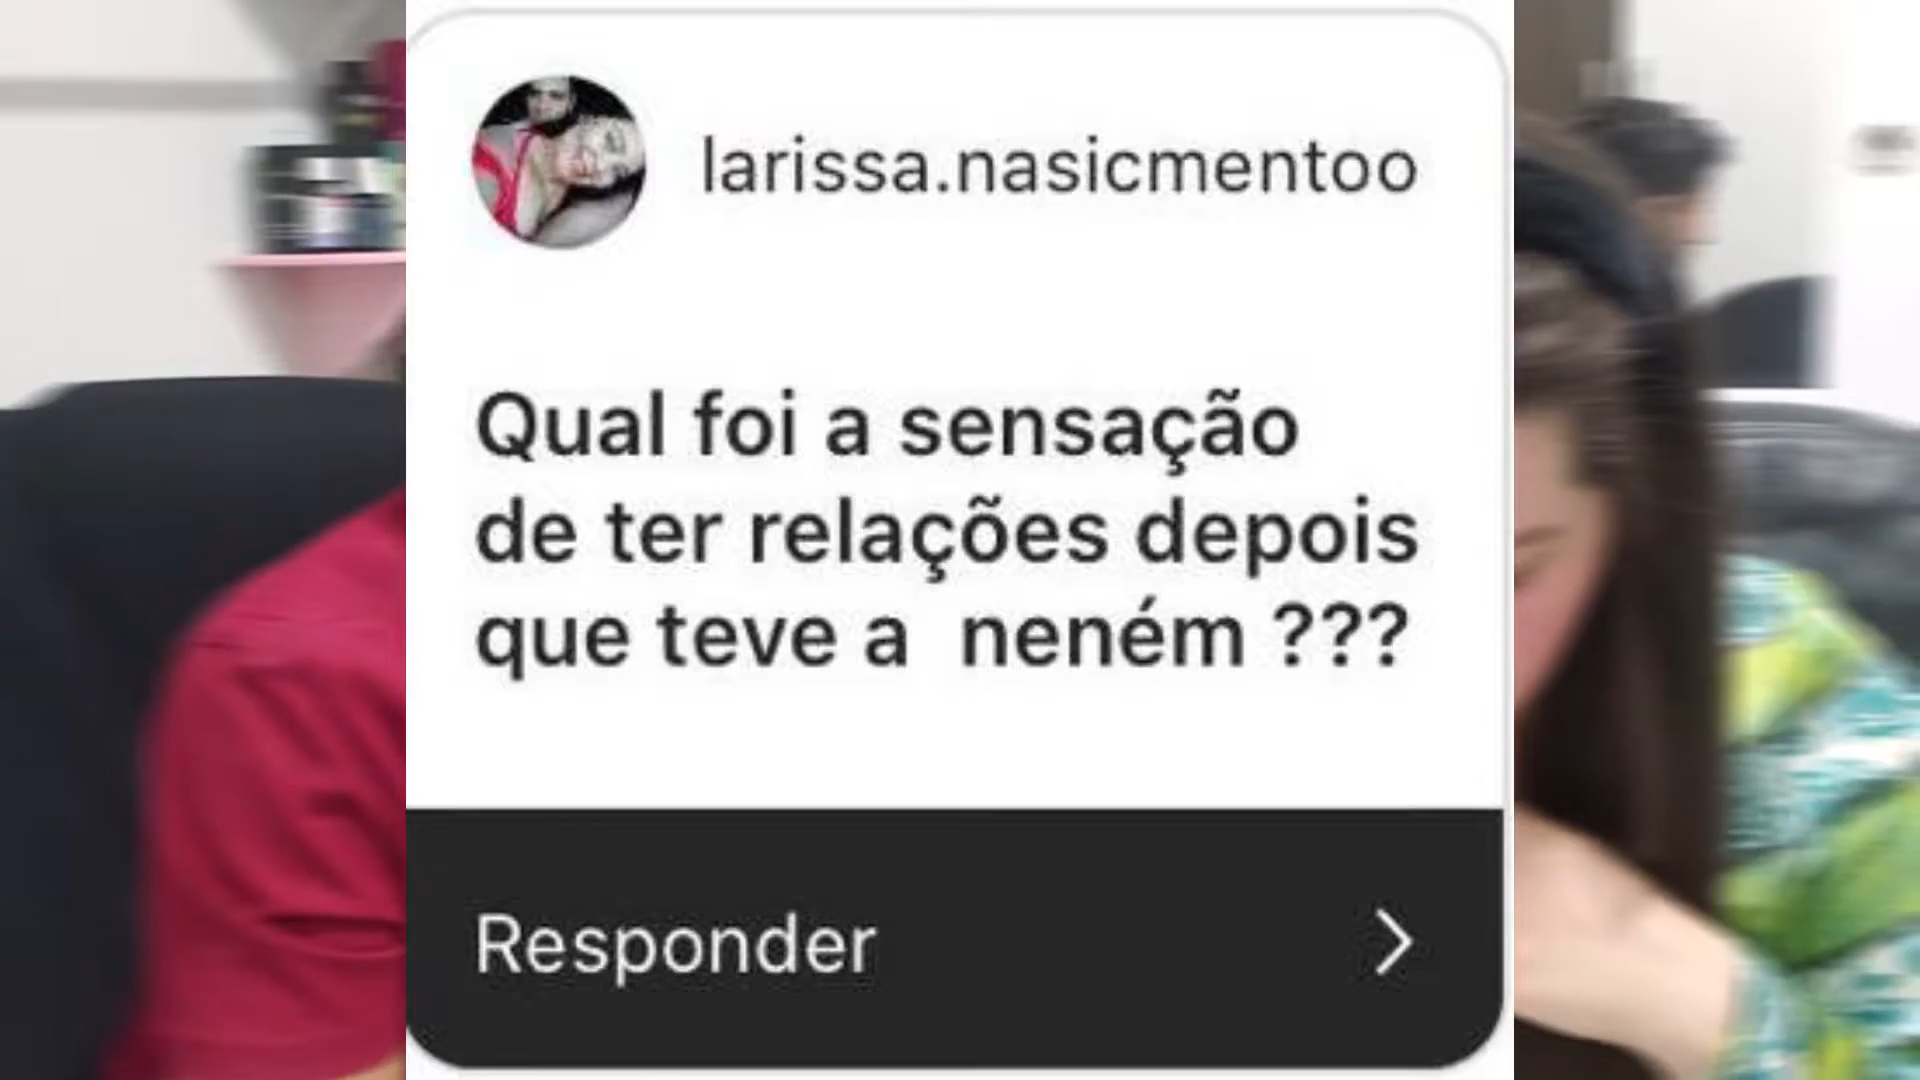 larissa.nasicmentoo
Qual foi a sensação
de ter relações depois
que teve a  neném ???
Responder